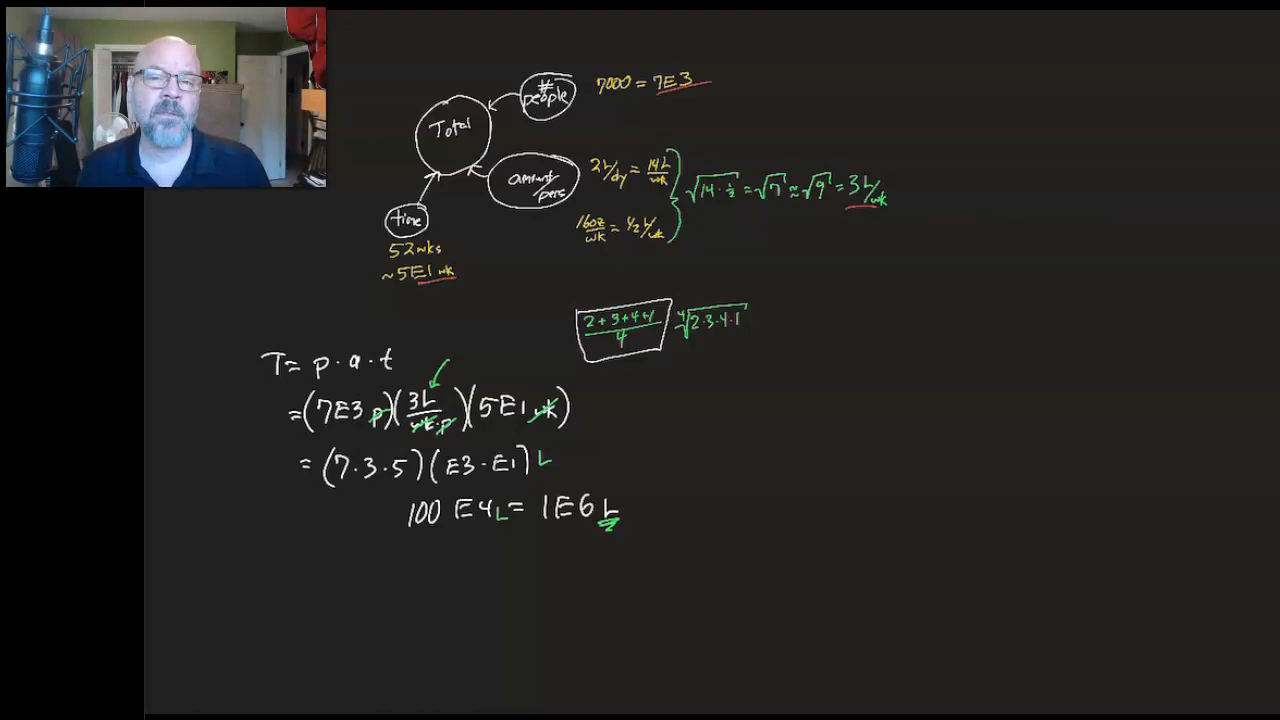 # people
7000 = 7E3
Total
amount/pers
2L/dy = 14L/wk
16oz/wk ≈ 1/2 L/wk
√14·½ = √7 ≈ √9 = 3 L/wk
time
52wks
~5E1 wk
2+3+4+1/4 ⁴√2·3·4·1
T= p·a·t
=(7E3 p)(3L/wk·p)(5E1 wk)
= (7·3·5)(E3·E1) L
100 E4 L = 1E6 L